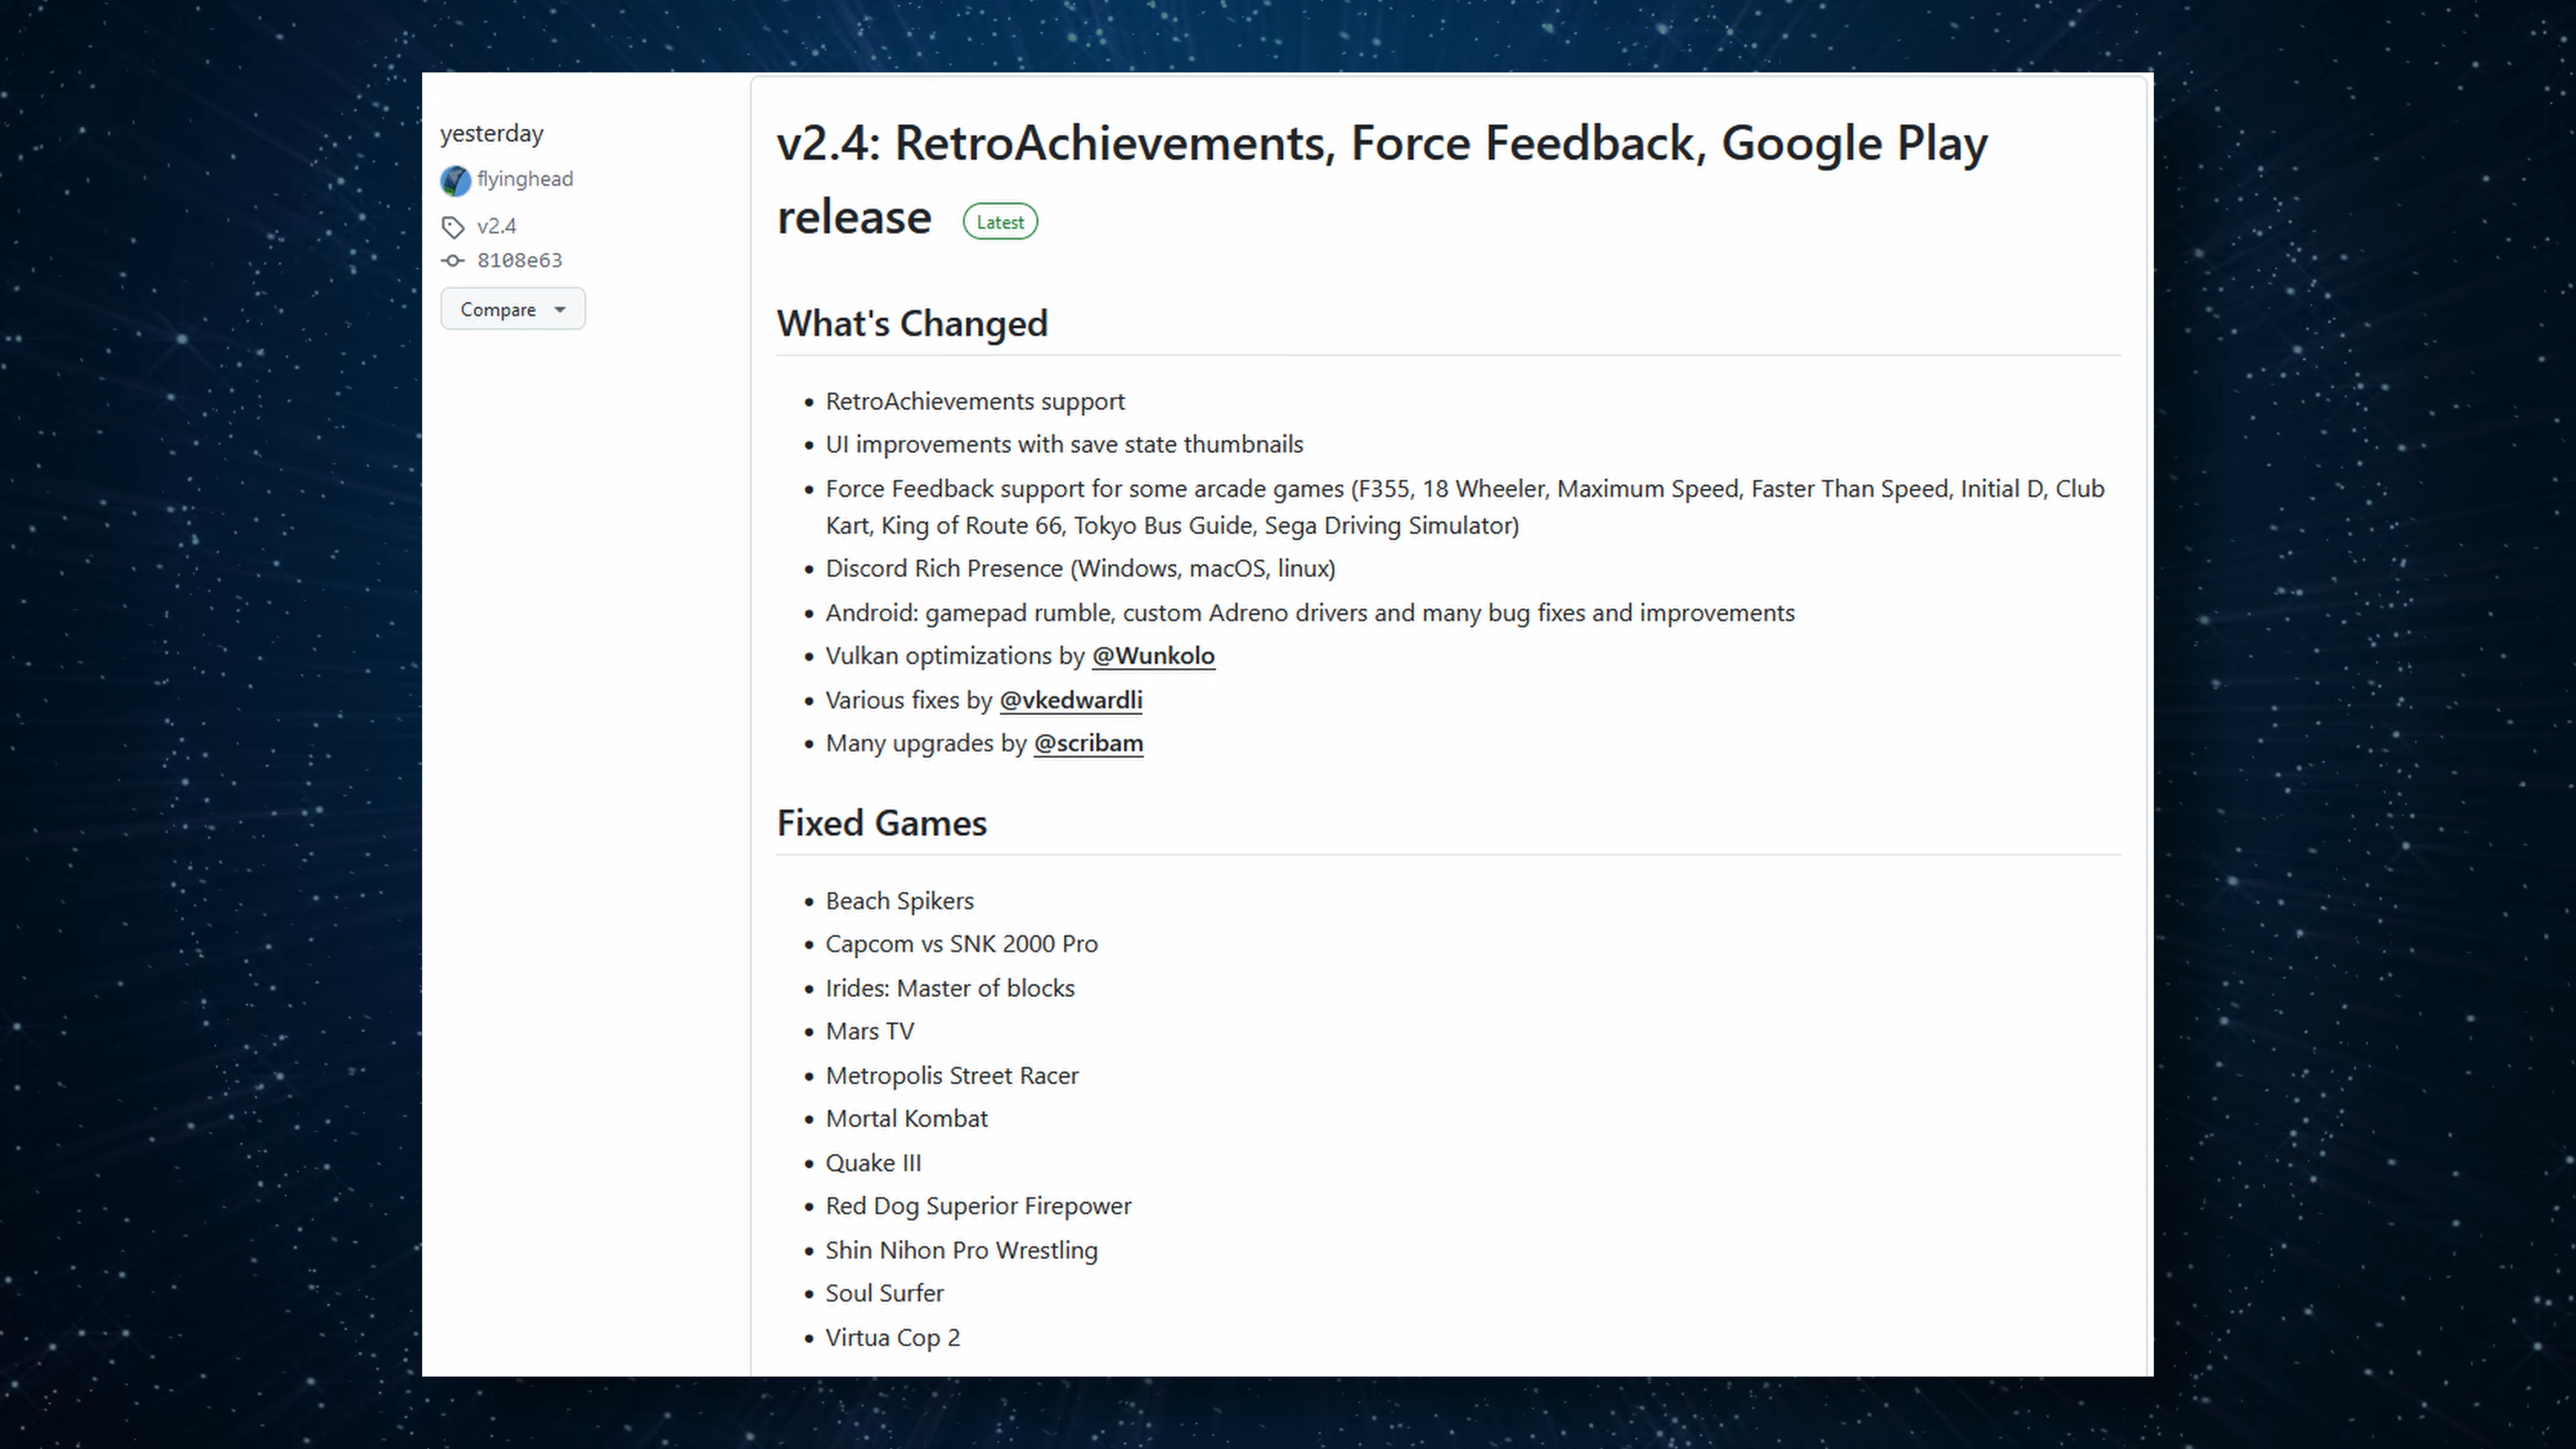 yesterday
flyinghead
v2.4
8108e63
Compare
v2.4: RetroAchievements, Force Feedback, Google Play
release Latest
What's Changed
• RetroAchievements support
• UI improvements with save state thumbnails
• Force Feedback support for some arcade games (F355, 18 Wheeler, Maximum Speed, Faster Than Speed, Initial D, Club
Kart, King of Route 66, Tokyo Bus Guide, Sega Driving Simulator)
• Discord Rich Presence (Windows, macOS, linux)
• Android: gamepad rumble, custom Adreno drivers and many bug fixes and improvements
• Vulkan optimizations by @Wunkolo
• Various fixes by @vkedwardli
• Many upgrades by @scribam
Fixed Games
• Beach Spikers
• Capcom vs SNK 2000 Pro
• Irides: Master of blocks
• Mars TV
• Metropolis Street Racer
• Mortal Kombat
• Quake III
• Red Dog Superior Firepower
• Shin Nihon Pro Wrestling
• Soul Surfer
• Virtua Cop 2